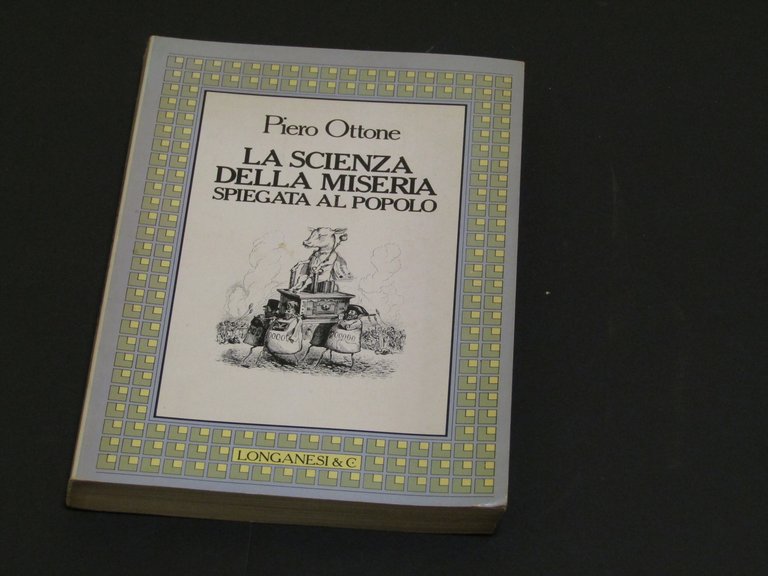 Piero Ottone
LA SCIENZA
DELLA MISERIA
SPIEGATA AL POPOLO
LONGANESI & C.